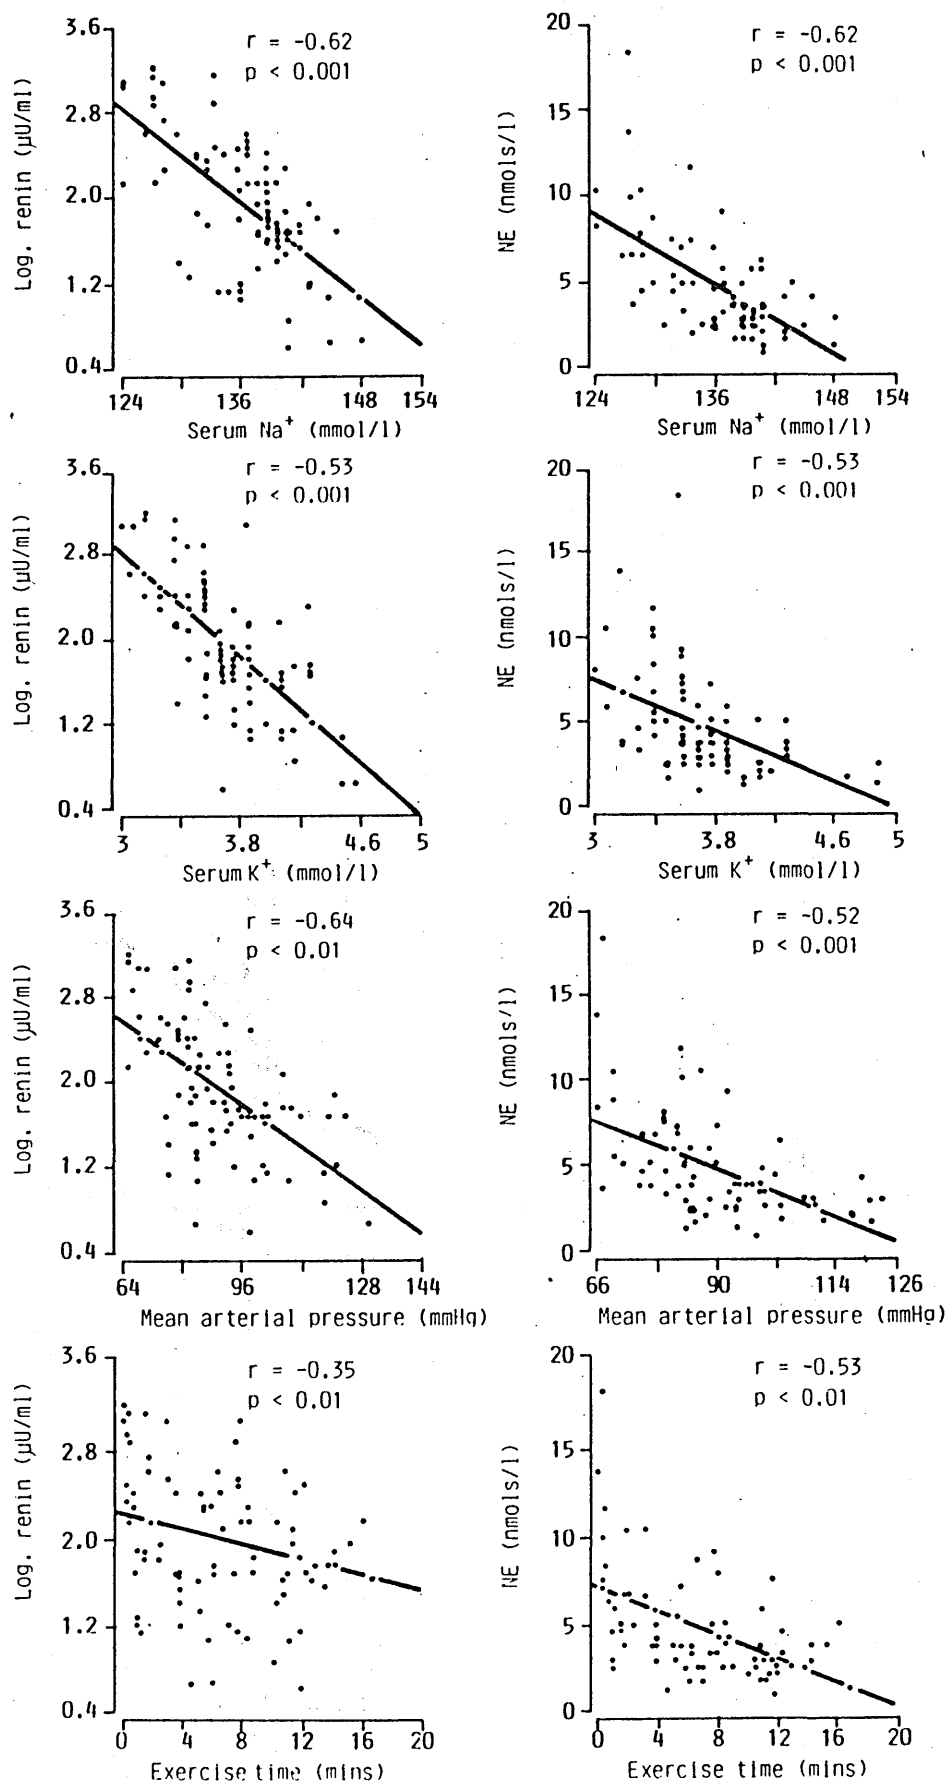 r = -0.62
p < 0.001
3.6
2.8
2.0
1.2
0.4
Log. renin (µU/ml)
124 136 148 154
Serum Na+ (mmol/l)
r = -0.62
p < 0.001
20
15
10
5
0
NE (nmols/l)
124 136 148 154
Serum Na+ (mmol/l)
r = -0.53
p < 0.001
3.6
2.8
2.0
1.2
0.4
Log. renin (µU/ml)
3 3.8 4.6 5
Serum K+ (mmol/l)
r = -0.53
p < 0.001
20
15
10
5
0
NE (nmols/l)
3 3.8 4.6 5
Serum K+ (mmol/l)
r = -0.64
p < 0.01
3.6
2.8
2.0
1.2
0.4
Log. renin (µU/ml)
64 96 128 144
Mean arterial pressure (mmHg)
r = -0.52
p < 0.001
20
15
10
5
0
NE (nmols/l)
66 90 114 126
Mean arterial pressure (mmHg)
r = -0.35
p < 0.01
3.6
2.8
2.0
1.2
0.4
Log. renin (µU/ml)
0 4 8 12 16 20
Exercise time (mins)
r = -0.53
p < 0.01
20
15
10
5
0
NE (nmols/l)
0 4 8 12 16 20
Exercise time (mins)